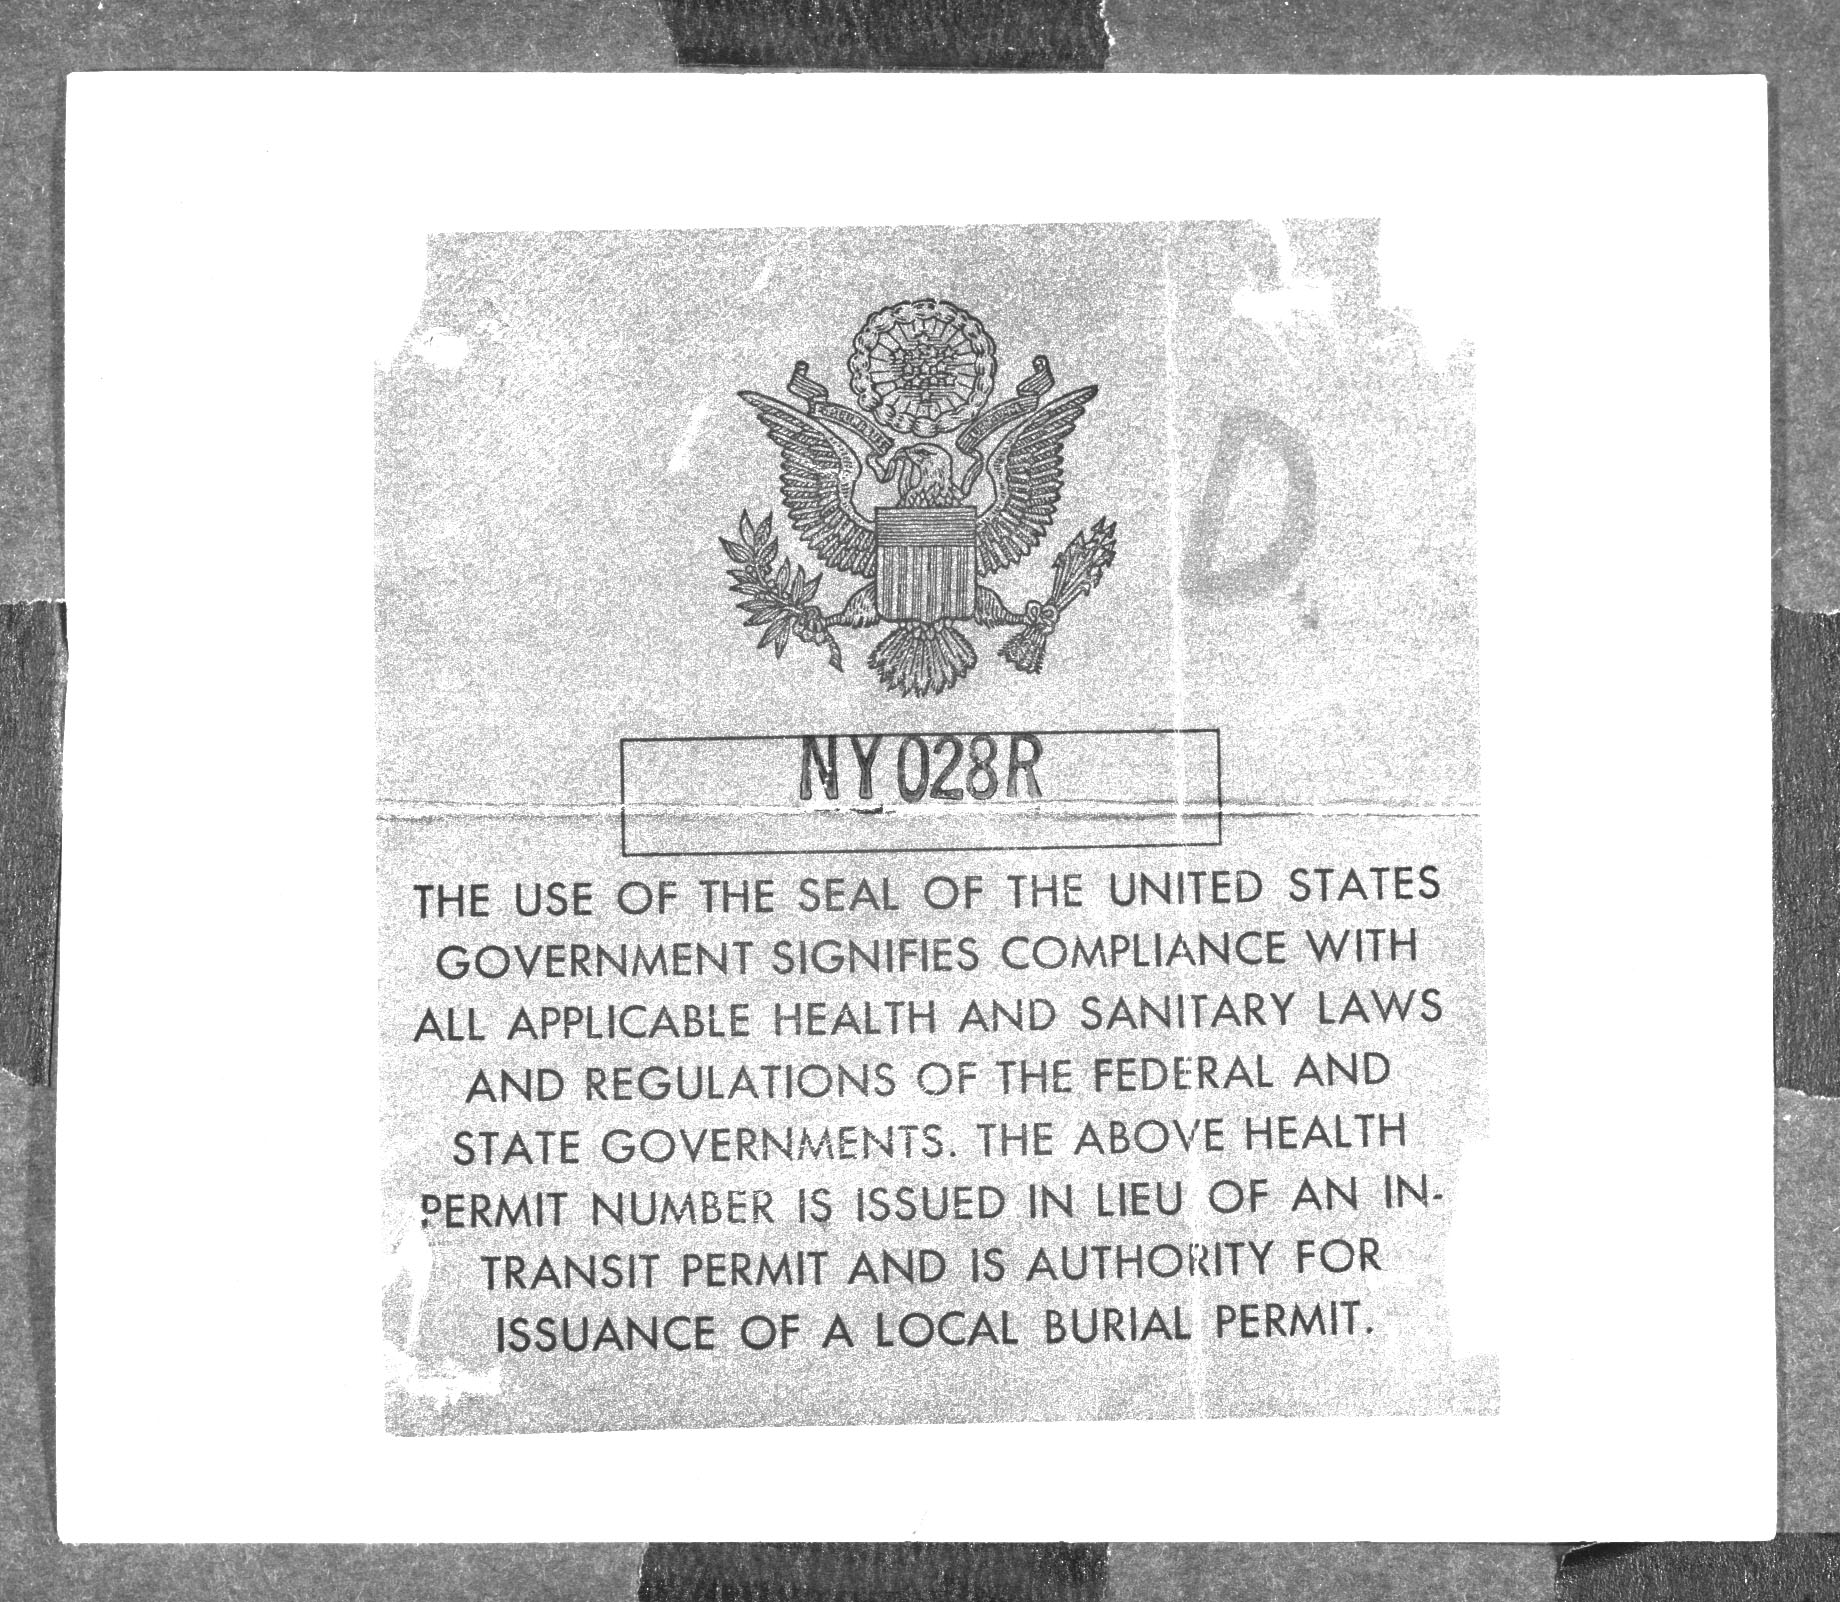 D
NY028R
THE USE OF THE SEAL OF THE UNITED STATES
GOVERNMENT SIGNIFIES COMPLIANCE WITH
ALL APPLICABLE HEALTH AND SANITARY LAWS
AND REGULATIONS OF THE FEDERAL AND
STATE GOVERNMENTS. THE ABOVE HEALTH
PERMIT NUMBER IS ISSUED IN LIEU OF AN IN-
TRANSIT PERMIT AND IS AUTHORITY FOR
ISSUANCE OF A LOCAL BURIAL PERMIT.